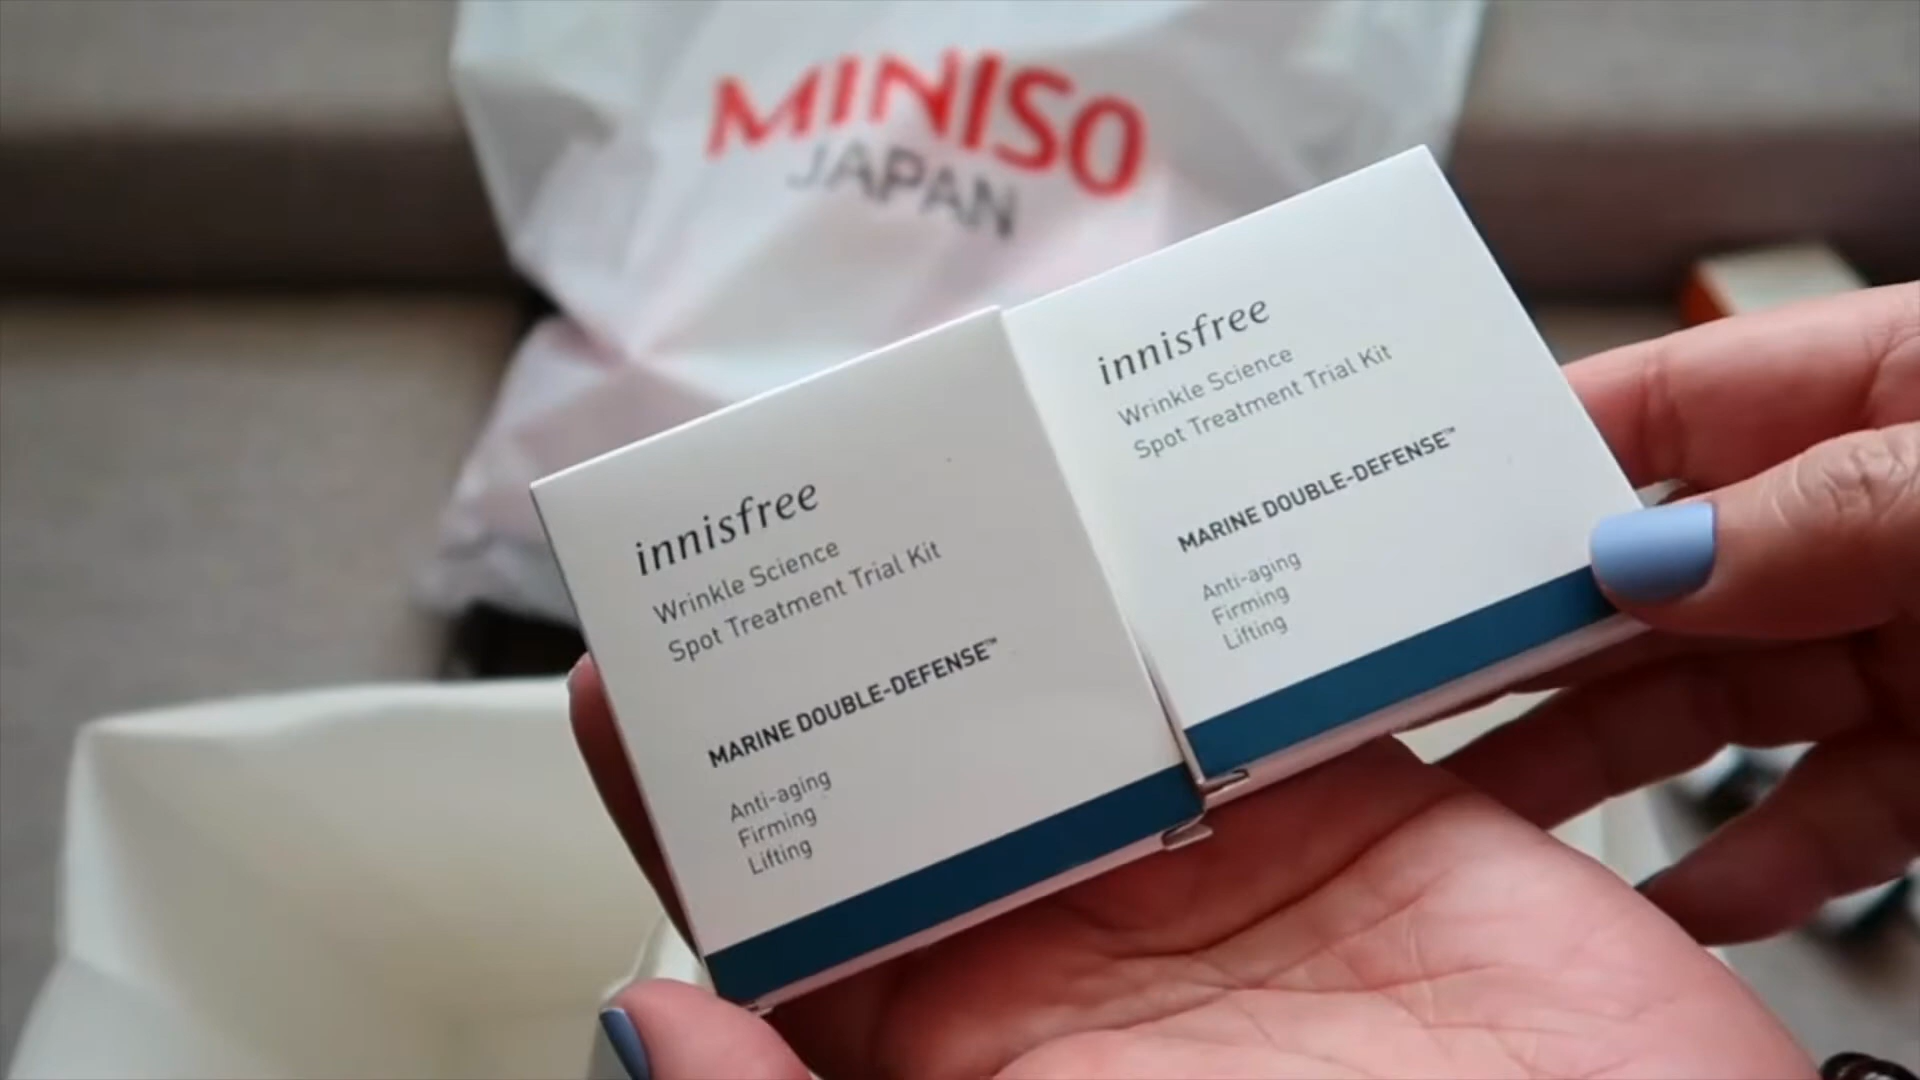 MINISO
JAPAN
innisfree
Wrinkle Science
Spot Treatment Trial Kit
MARINE DOUBLE-DEFENSE™
Anti-aging
Firming
Lifting
innisfree
Wrinkle Science
Spot Treatment Trial Kit
MARINE DOUBLE-DEFENSE™
Anti-aging
Firming
Lifting